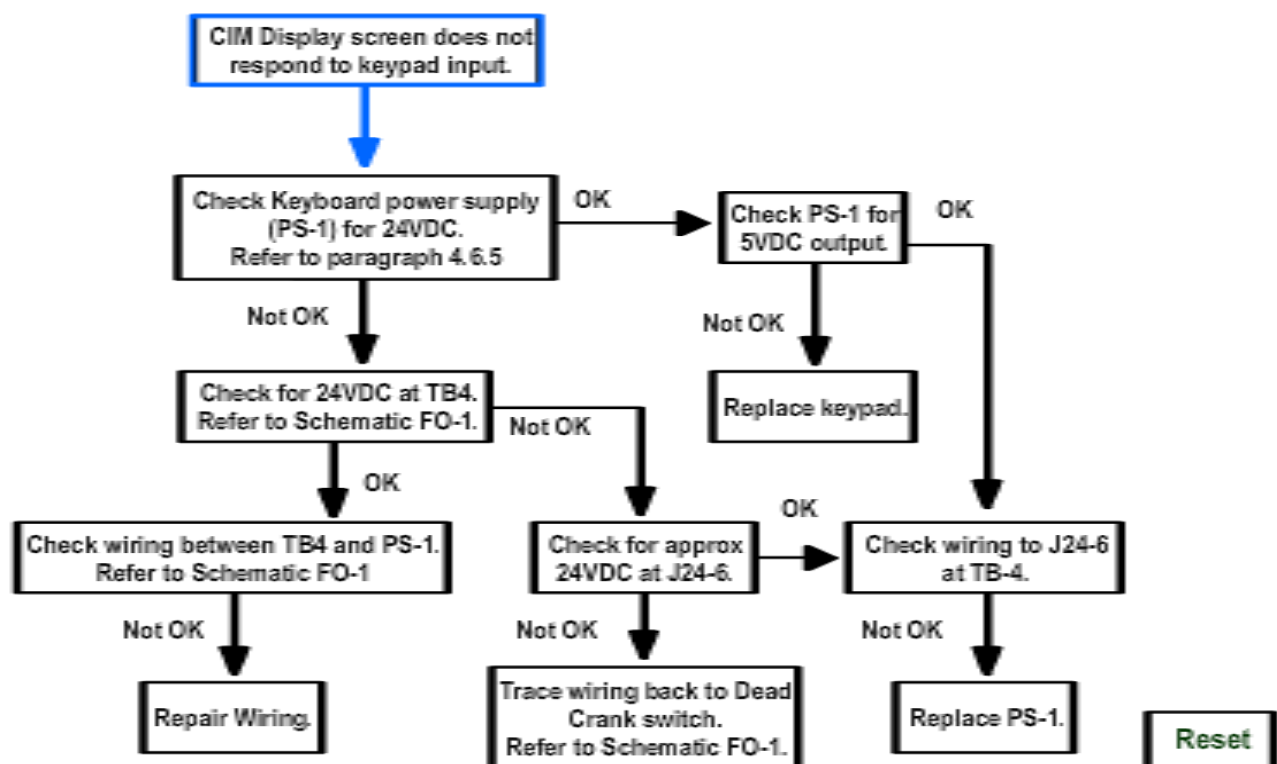 CIM Display screen does not
respond to keypad input.
Check Keyboard power supply
(PS-1) for 24VDC.
Refer to paragraph 4.6.5
OK
Check PS-1 for
5VDC output.
OK
Not OK
Not OK
Check for 24VDC at TB4.
Refer to Schematic FO-1.
Not OK
Replace keypad.
OK
OK
Check wiring between TB4 and PS-1.
Refer to Schematic FO-1
Check for approx
24VDC at J24-6.
Check wiring to J24-6
at TB-4.
Not OK
Not OK
Not OK
Repair Wiring.
Trace wiring back to Dead
Crank switch.
Refer to Schematic FO-1.
Replace PS-1.
Reset